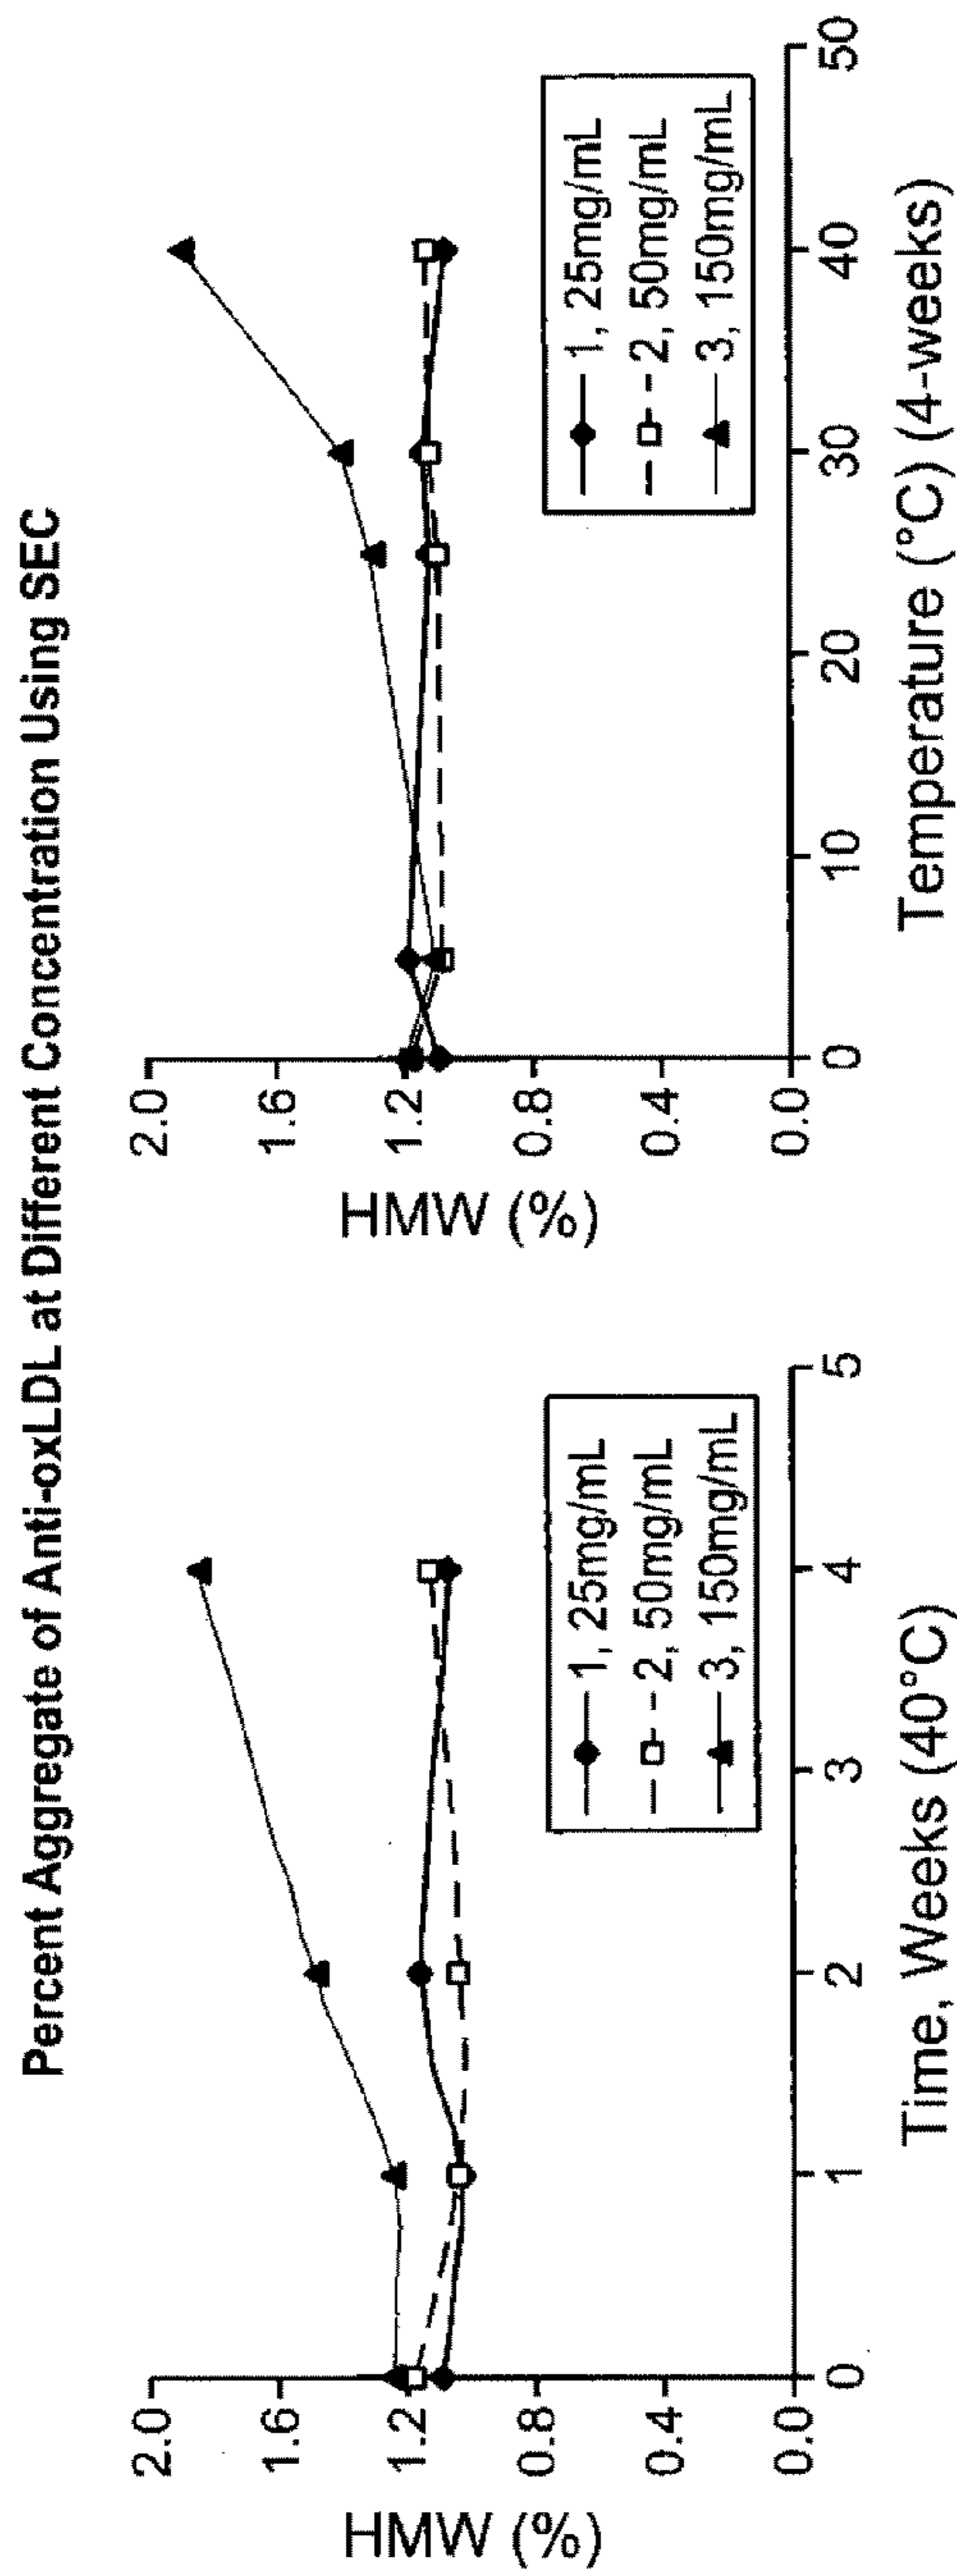 Percent Aggregate of Anti-oxLDL at Different Concentration Using SEC
HMW (%)
2.0
1.6
1.2
0.8
0.4
0.0
0
1
2
3
4
5
Time, Weeks (40°C)
1, 25mg/mL
2, 50mg/mL
3, 150mg/mL
HMW (%)
2.0
1.6
1.2
0.8
0.4
0.0
0
10
20
30
40
50
Temperature (°C) (4-weeks)
1, 25mg/mL
2, 50mg/mL
3, 150mg/mL